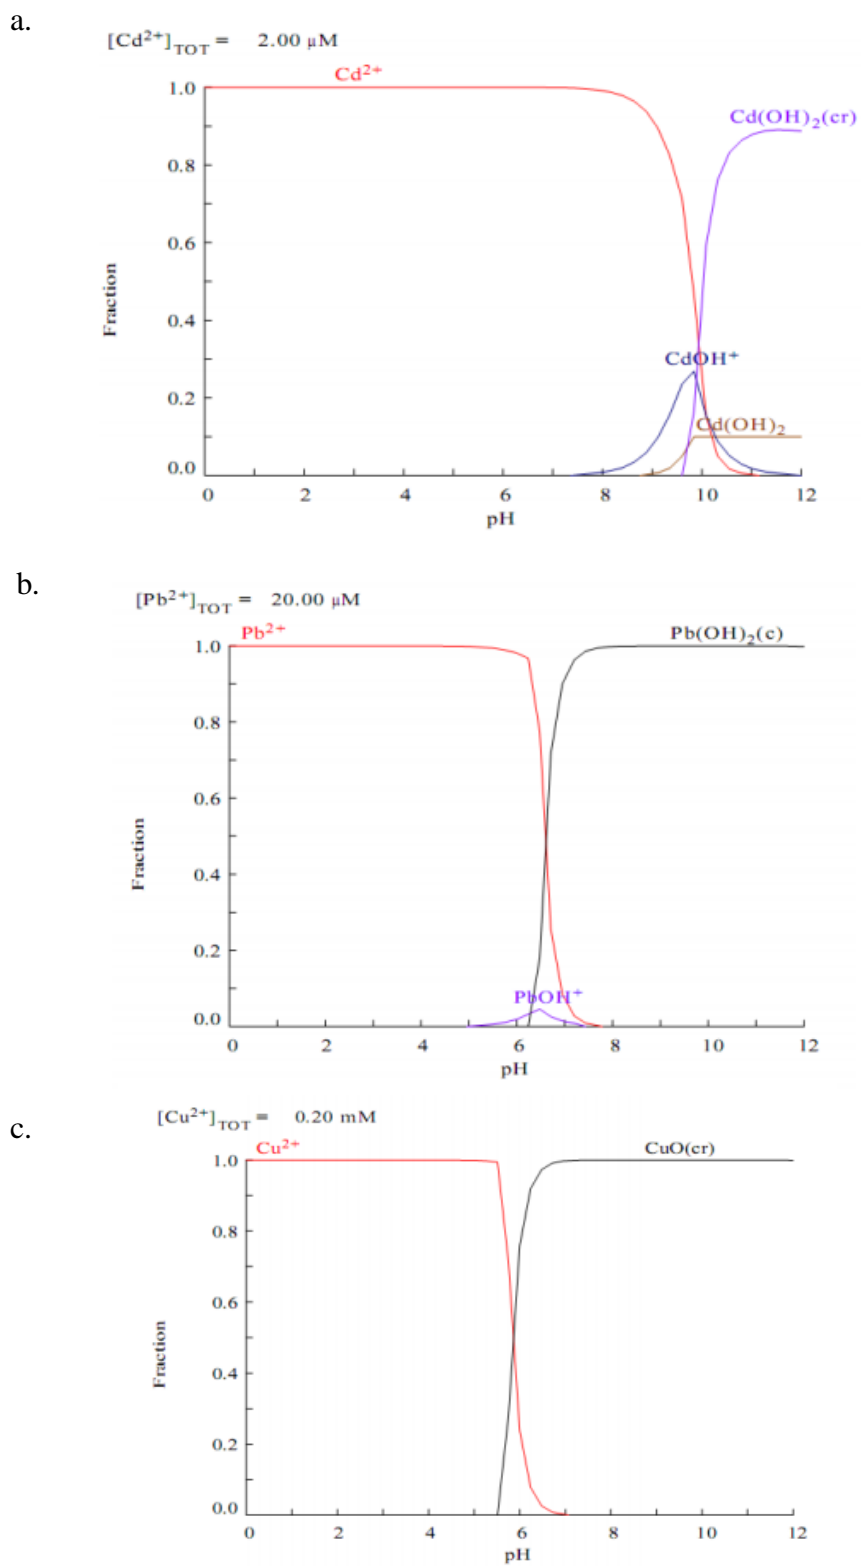 a.
[Cd²⁺]TOT = 2.00 µM
Cd²⁺
1.0
Cd(OH)₂(cr)
0.8
0.6
Fraction
0.4
CdOH⁺
0.2
Cd(OH)₂
0.0
0 2 4 6 8 10 12
pH
b.
[Pb²⁺]TOT = 20.00 µM
Pb²⁺
Pb(OH)₂(c)
1.0
0.8
0.6
Fraction
0.4
0.2
PbOH⁺
0.0
0 2 4 6 8 10 12
pH
c.
[Cu²⁺]TOT = 0.20 mM
Cu²⁺
CuO(cr)
1.0
0.8
0.6
Fraction
0.4
0.2
0.0
0 2 4 6 8 10 12
pH